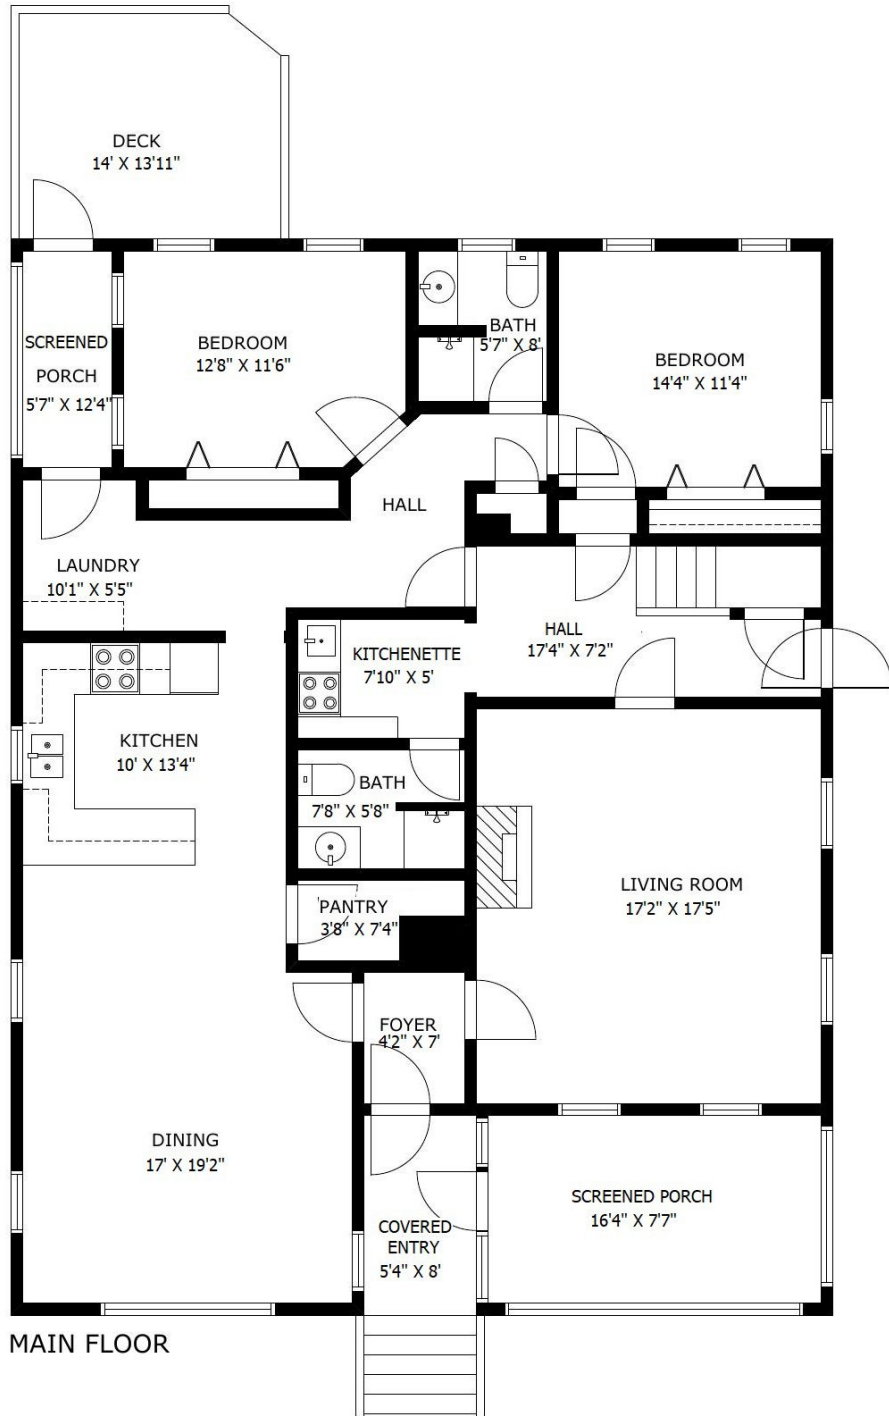 DECK
14' X 13'11"
SCREENED
PORCH
5'7" X 12'4"
BEDROOM
12'8" X 11'6"
BATH
5'7" X 8'
BEDROOM
14'4" X 11'4"
HALL
LAUNDRY
10'1" X 5'5"
HALL
17'4" X 7'2"
KITCHENETTE
7'10" X 5'
KITCHEN
10' X 13'4"
BATH
7'8" X 5'8"
PANTRY
3'8" X 7'4"
LIVING ROOM
17'2" X 17'5"
FOYER
4'2" X 7'
DINING
17' X 19'2"
COVERED
ENTRY
5'4" X 8'
SCREENED PORCH
16'4" X 7'7"
MAIN FLOOR